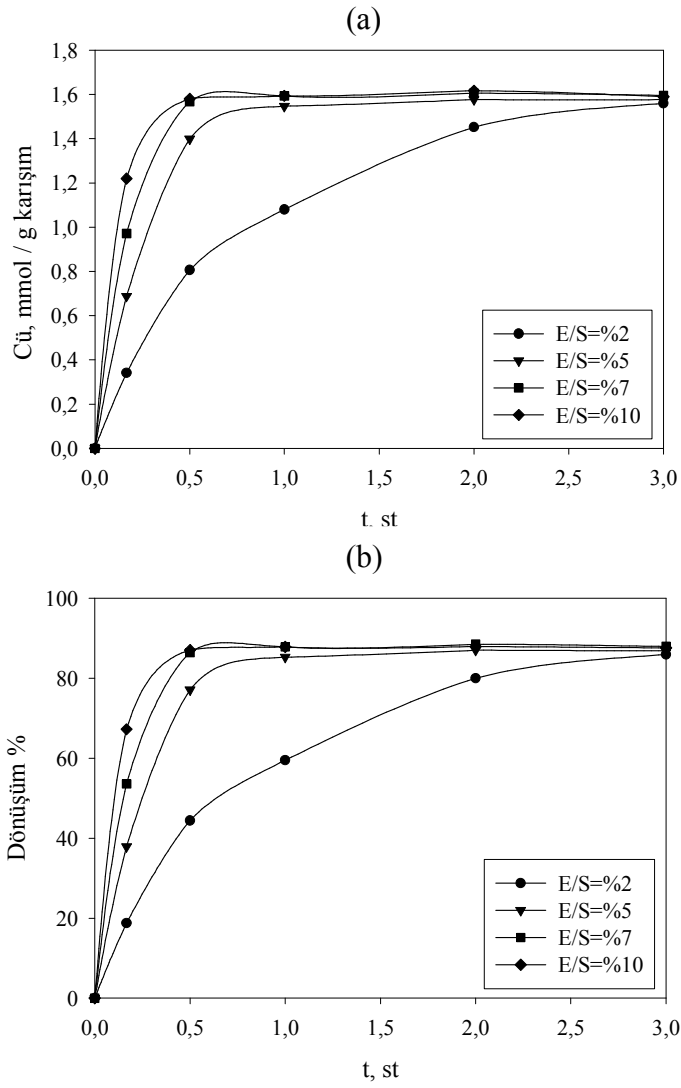 (a)
Cü, mmol / g karışım
1,8
1,6
1,4
1,2
1,0
0,8
0,6
0,4
0,2
0,0
E/S=%2
E/S=%5
E/S=%7
E/S=%10
0,0 0,5 1,0 1,5 2,0 2,5 3,0
t, st
(b)
Dönüşüm %
100
80
60
40
20
0
E/S=%2
E/S=%5
E/S=%7
E/S=%10
0,0 0,5 1,0 1,5 2,0 2,5 3,0
t, st